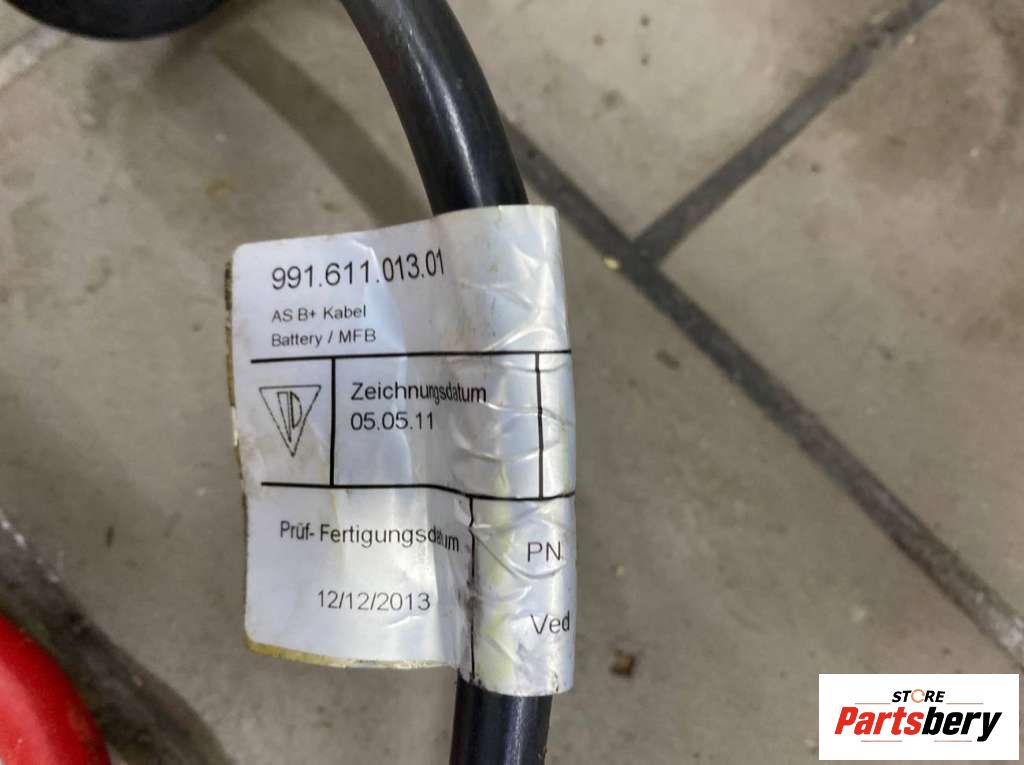 991.611.013.01
AS B+ Kabel
Battery / MFB
Zeichnungsdatum
05.05.11
Prüf- Fertigungsdatum
12/12/2013
PN
Ved
STORE
Partsbery